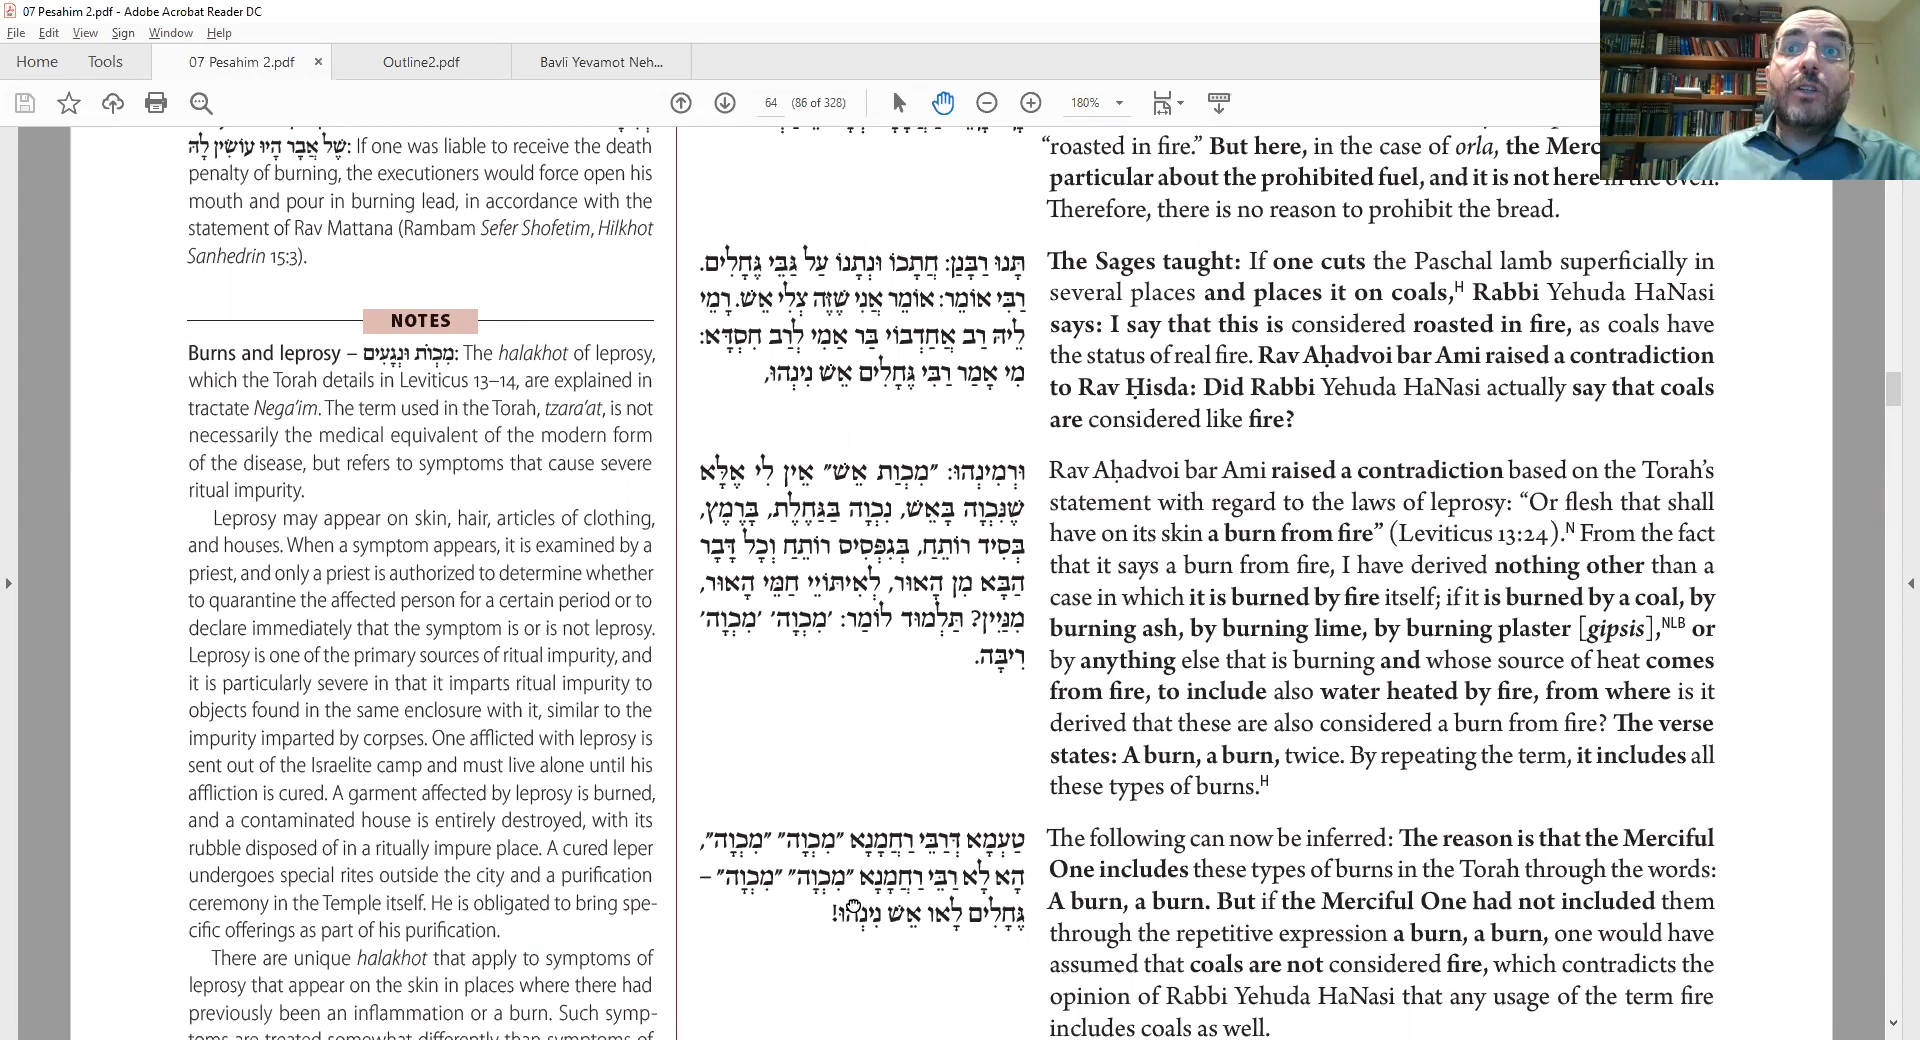 07 Pesahim 2.pdf - Adobe Acrobat Reader DC
File Edit View Sign Window Help
Home Tools 07 Pesahim 2.pdf × Outline2.pdf Bavli Yevamot Neh...
64 (86 of 328) 180%
שֶׁל אֲבָר הָיוּ עוֹשִׂין לָהּ: If one was liable to receive the death
penalty of burning, the executioners would force open his
mouth and pour in burning lead, in accordance with the
statement of Rav Mattana (Rambam Sefer Shofetim, Hilkhot
Sanhedrin 15:3).
NOTES
Burns and leprosy – מִכְוֹת וּנְגָעִים: The halakhot of leprosy,
which the Torah details in Leviticus 13–14, are explained in
tractate Nega'im. The term used in the Torah, tzara'at, is not
necessarily the medical equivalent of the modern form
of the disease, but refers to symptoms that cause severe
ritual impurity.
Leprosy may appear on skin, hair, articles of clothing,
and houses. When a symptom appears, it is examined by a
priest, and only a priest is authorized to determine whether
to quarantine the affected person for a certain period or to
declare immediately that the symptom is or is not leprosy.
Leprosy is one of the primary sources of ritual impurity, and
it is particularly severe in that it imparts ritual impurity to
objects found in the same enclosure with it, similar to the
impurity imparted by corpses. One afflicted with leprosy is
sent out of the Israelite camp and must live alone until his
affliction is cured. A garment affected by leprosy is burned,
and a contaminated house is entirely destroyed, with its
rubble disposed of in a ritually impure place. A cured leper
undergoes special rites outside the city and a purification
ceremony in the Temple itself. He is obligated to bring spe-
cific offerings as part of his purification.
There are unique halakhot that apply to symptoms of
leprosy that appear on the skin in places where there had
previously been an inflammation or a burn. Such symp-
toms are treated somewhat differently than symptoms of
תָּנוּ רַבָּנַן: חֲתָכוֹ וּנְתָנוֹ עַל גַּבֵּי גֶּחָלִים.
רַבִּי אוֹמֵר: אוֹמֵר אֲנִי שֶׁזֶּה צְלִי אֵשׁ. רָמֵי
לֵיהּ רַב אַחַדְבוֹי בַּר אַמִי לְרַב חִסְדָּא:
מִי אָמַר רַבִּי גֶּחָלִים אֵשׁ נִינְהוּ,
וּרְמִינְהוּ: ״מִכְוַת אֵשׁ״ אֵין לִי אֶלָּא
שֶׁנִּכְוָה בָּאֵשׁ, נִכְוָה בַּגַּחֶלֶת, בָּרֶמֶץ,
בְּסִיד רוֹתֵחַ, בְּגִפְּסִיס רוֹתֵחַ וְכָל דָּבָר
הַבָּא מִן הָאוּר, לְאִיתּוֹיֵי חַמֵּי הָאוּר,
מִנַּיִין? תַּלְמוּד לוֹמַר: ׳מִכְוָה׳ ׳מִכְוָה׳
רִיבָּה.
טַעְמָא דְּרַבֵּי רַחֲמָנָא ״מִכְוָה״ ״מִכְוָה״,
הָא לָא רַבֵּי רַחֲמָנָא ״מִכְוָה״ ״מִכְוָה״ –
גֶּחָלִים לָאו אֵשׁ נִינְהוּ!
“roasted in fire.” But here, in the case of orla, the Merc
particular about the prohibited fuel, and it is not here in the oven.
Therefore, there is no reason to prohibit the bread.
The Sages taught: If one cuts the Paschal lamb superficially in
several places and places it on coals,H Rabbi Yehuda HaNasi
says: I say that this is considered roasted in fire, as coals have
the status of real fire. Rav Aḥadvoi bar Ami raised a contradiction
to Rav Ḥisda: Did Rabbi Yehuda HaNasi actually say that coals
are considered like fire?
Rav Aḥadvoi bar Ami raised a contradiction based on the Torah’s
statement with regard to the laws of leprosy: “Or flesh that shall
have on its skin a burn from fire” (Leviticus 13:24).N From the fact
that it says a burn from fire, I have derived nothing other than a
case in which it is burned by fire itself; if it is burned by a coal, by
burning ash, by burning lime, by burning plaster [gipsis],NLB or
by anything else that is burning and whose source of heat comes
from fire, to include also water heated by fire, from where is it
derived that these are also considered a burn from fire? The verse
states: A burn, a burn, twice. By repeating the term, it includes all
these types of burns.H
The following can now be inferred: The reason is that the Merciful
One includes these types of burns in the Torah through the words:
A burn, a burn. But if the Merciful One had not included them
through the repetitive expression a burn, a burn, one would have
assumed that coals are not considered fire, which contradicts the
opinion of Rabbi Yehuda HaNasi that any usage of the term fire
includes coals as well.